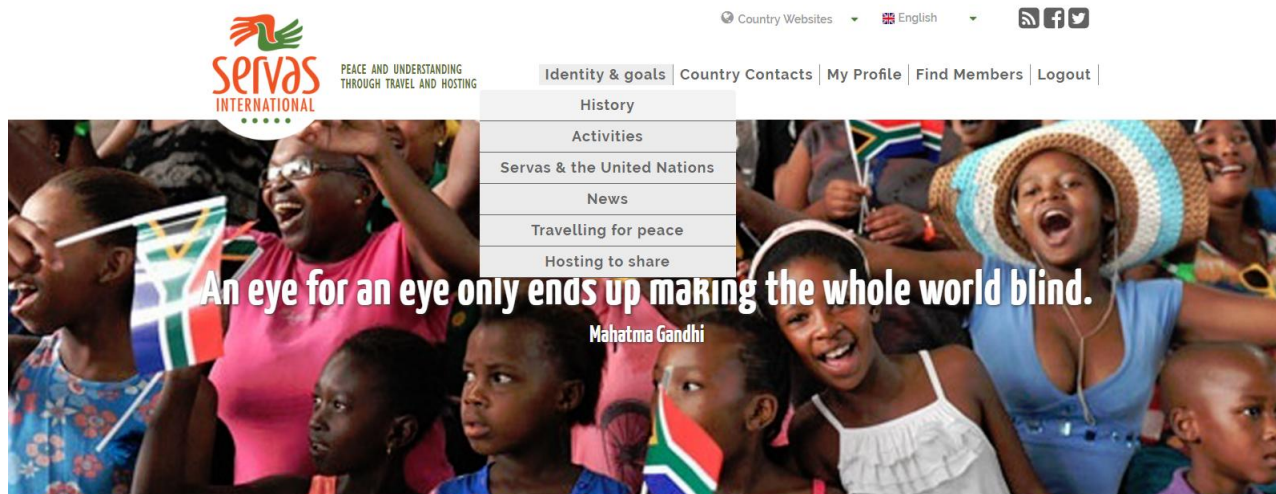 Country Websites
English
servas
INTERNATIONAL
PEACE AND UNDERSTANDING
THROUGH TRAVEL AND HOSTING
Identity & goals
Country Contacts
My Profile
Find Members
Logout
History
Activities
Servas & the United Nations
News
Travelling for peace
Hosting to share
An eye for an eye only ends up making the whole world blind.
Mahatma Gandhi